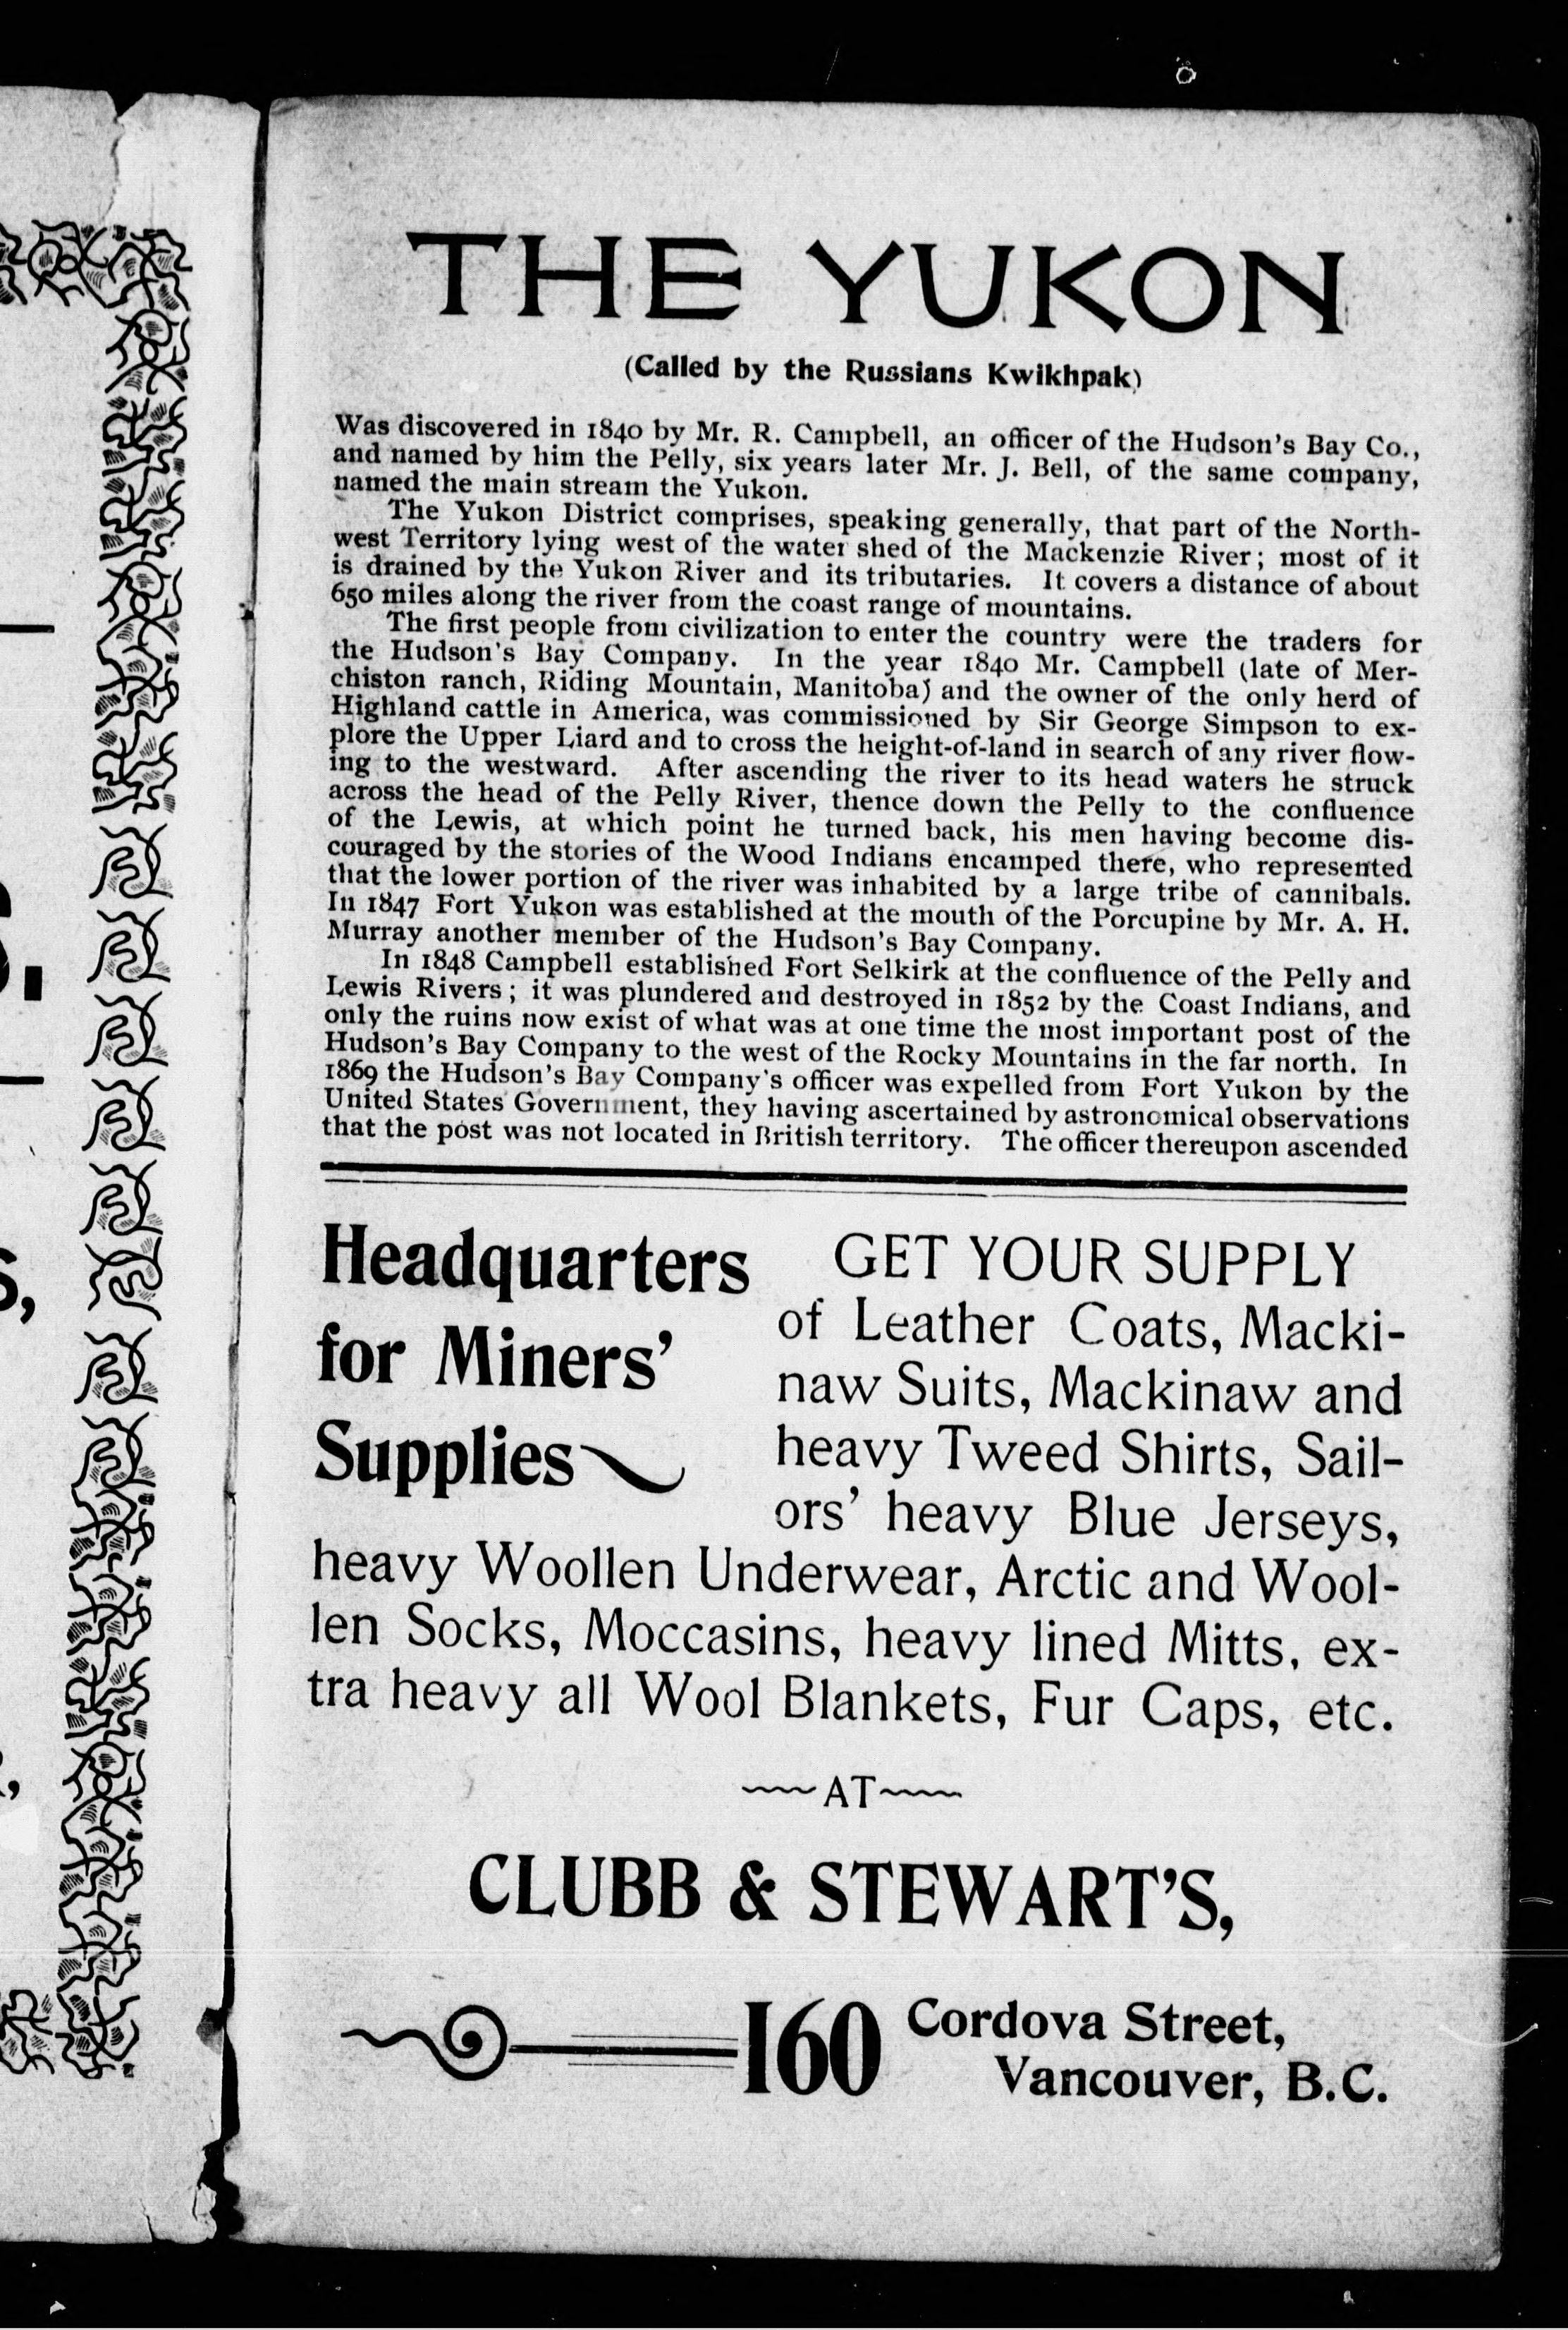 THE YUKON
(Called by the Russians Kwikhpak)
Was discovered in 1840 by Mr. R. Campbell, an officer of the Hudson's Bay Co.,
and named by him the Pelly, six years later Mr. J. Bell, of the same company,
named the main stream the Yukon.
The Yukon District comprises, speaking generally, that part of the North-
west Territory lying west of the water shed of the Mackenzie River; most of it
is drained by the Yukon River and its tributaries. It covers a distance of about
650 miles along the river from the coast range of mountains.
The first people from civilization to enter the country were the traders for
the Hudson's Bay Company. In the year 1840 Mr. Campbell (late of Mer-
chiston ranch, Riding Mountain, Manitoba) and the owner of the only herd of
Highland cattle in America, was commissioned by Sir George Simpson to ex-
plore the Upper Liard and to cross the height-of-land in search of any river flow-
ing to the westward. After ascending the river to its head waters he struck
across the head of the Pelly River, thence down the Pelly to the confluence
of the Lewis, at which point he turned back, his men having become dis-
couraged by the stories of the Wood Indians encamped there, who represented
that the lower portion of the river was inhabited by a large tribe of cannibals.
In 1847 Fort Yukon was established at the mouth of the Porcupine by Mr. A. H.
Murray another member of the Hudson's Bay Company.
In 1848 Campbell established Fort Selkirk at the confluence of the Pelly and
Lewis Rivers; it was plundered and destroyed in 1852 by the Coast Indians, and
only the ruins now exist of what was at one time the most important post of the
Hudson's Bay Company to the west of the Rocky Mountains in the far north. In
1869 the Hudson's Bay Company's officer was expelled from Fort Yukon by the
United States Government, they having ascertained by astronomical observations
that the post was not located in British territory. The officer thereupon ascended
Headquarters
for Miners'
Supplies
GET YOUR SUPPLY
of Leather Coats, Macki-
naw Suits, Mackinaw and
heavy Tweed Shirts, Sail-
ors' heavy Blue Jerseys,
heavy Woollen Underwear, Arctic and Wool-
len Socks, Moccasins, heavy lined Mitts, ex-
tra heavy all Wool Blankets, Fur Caps, etc.
AT
CLUBB & STEWART'S,
160 Cordova Street,
Vancouver, B.C.